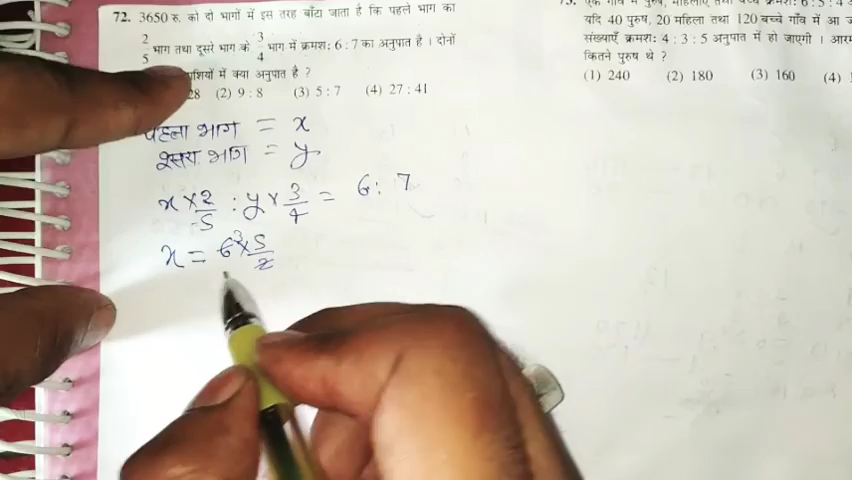 72. 3650 रु. को दो भागों में इस तरह बाँटा जाता है कि पहले भाग का
2/5 भाग तथा दूसरे भाग के 3/4 भाग में क्रमश: 6 : 7 का अनुपात है । दोनों
में क्या अनुपात है ?
28 (2) 9 : 8 (3) 5 : 7 (4) 27 : 41
पहला भाग = x
दूसरा भाग = y
x × 2/5 : y × 3/4 = 6 : 7
x = 6 3 × 5/2
यदि 40 पुरुष, 20 महिला तथा 120 बच्चे गाँव में आ
संख्याएँ क्रमश: 4 : 3 : 5 अनुपात में हो जाएगी ।
कितने पुरुष थे ?
(1) 240 (2) 180 (3) 160 (4)